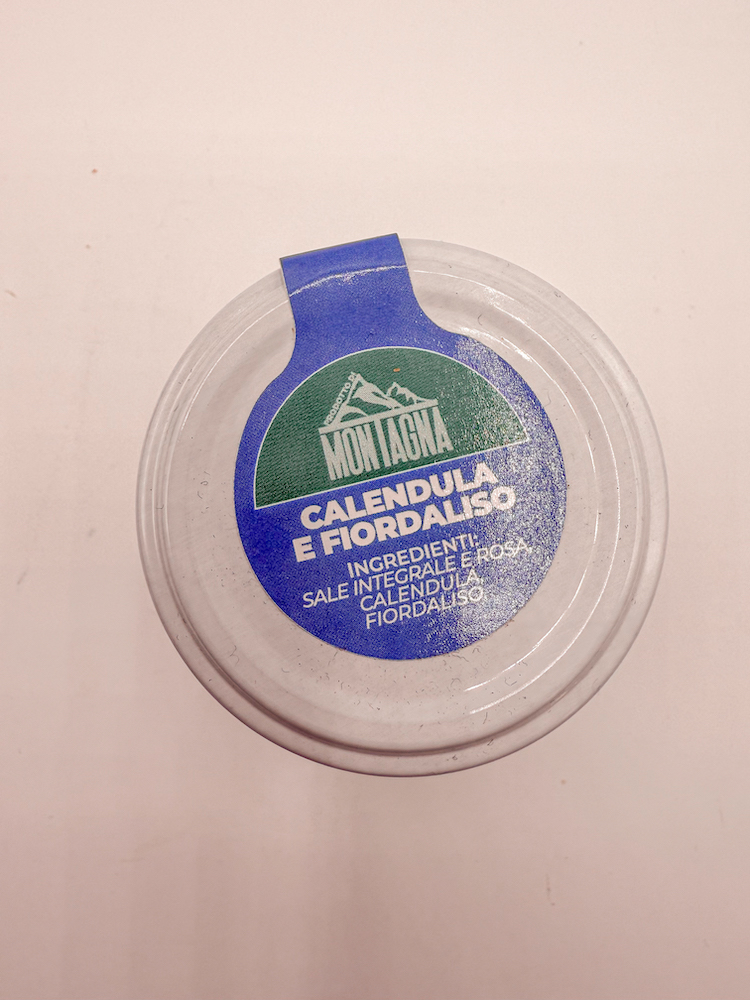 PRODOTTO DI
MONTAGNA
CALENDULA
E FIORDALISO
INGREDIENTI:
SALE INTEGRALE E ROSA,
CALENDULA,
FIORDALISO